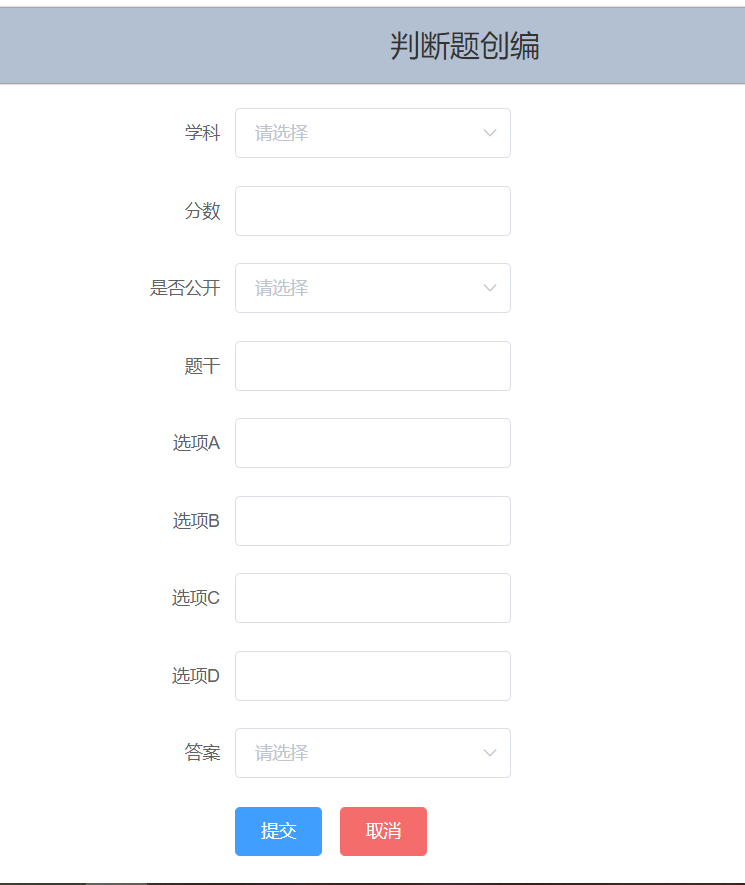 判断题创编
学科 请选择
分数
是否公开 请选择
题干
选项A
选项B
选项C
选项D
答案 请选择
提交 取消